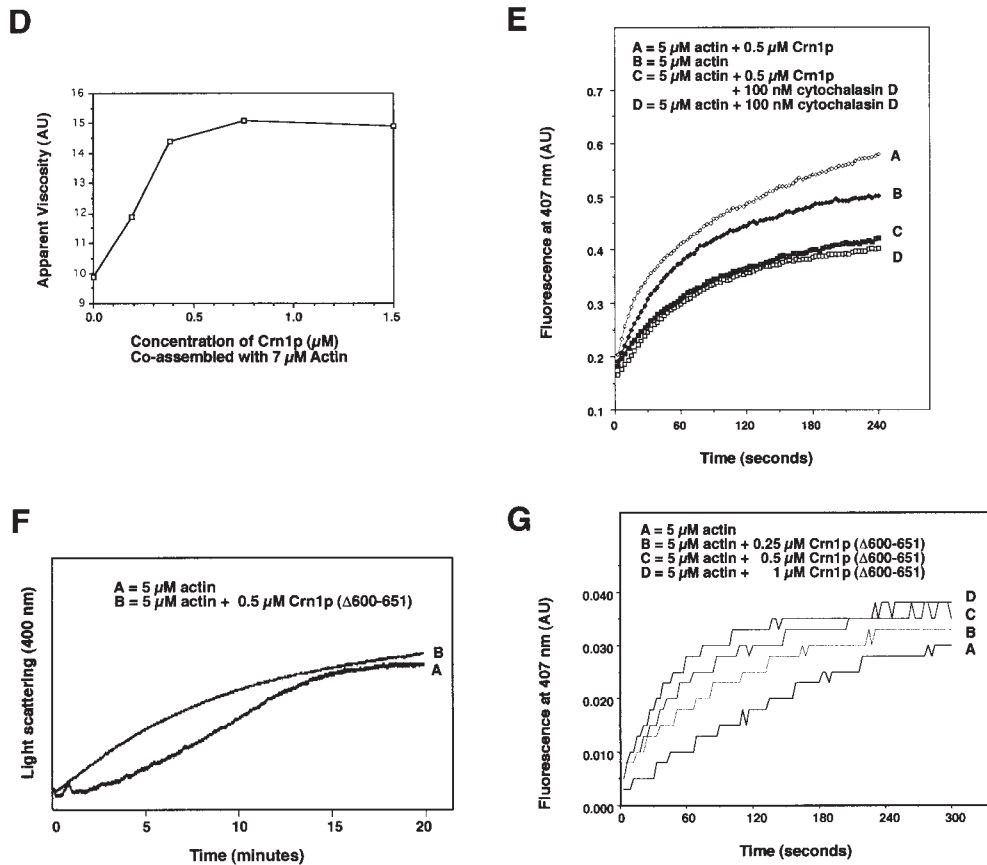 D
16
15
14
13
12
11
10
9
0.0
0.5
1.0
1.5
Apparent Viscosity (AU)
Concentration of Crn1p (µM)
Co-assembled with 7 µM Actin
E
A = 5 µM actin + 0.5 µM Crn1p
B = 5 µM actin
C = 5 µM actin + 0.5 µM Crn1p
+ 100 nM cytochalasin D
D = 5 µM actin + 100 nM cytochalasin D
0.7
0.6
0.5
0.4
0.3
0.2
0.1
A
B
C
D
0
60
120
180
240
Fluorescence at 407 nm (AU)
Time (seconds)
F
A = 5 µM actin
B = 5 µM actin + 0.5 µM Crn1p (Δ600-651)
B
A
0
5
10
15
20
Light scattering (400 nm)
Time (minutes)
G
A = 5 µM actin
B = 5 µM actin + 0.25 µM Crn1p (Δ600-651)
C = 5 µM actin + 0.5 µM Crn1p (Δ600-651)
D = 5 µM actin + 1 µM Crn1p (Δ600-651)
0.040
0.030
0.020
0.010
0.000
D
C
B
A
0
60
120
180
240
300
Fluorescence at 407 nm (AU)
Time (seconds)